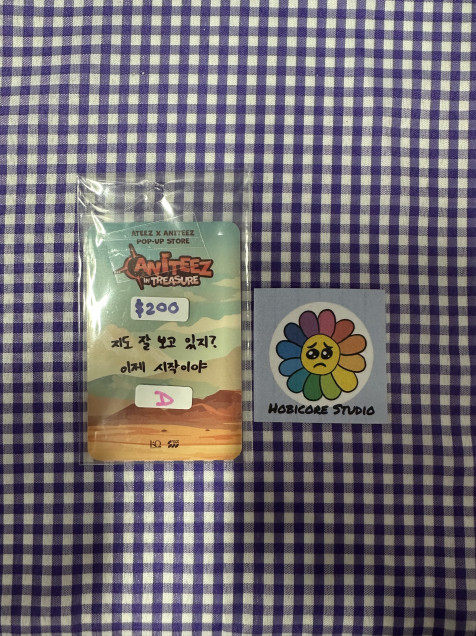 ATEEZ X ANITEEZ
POP-UP STORE
ANITEEZ
IN TREASURE
$200
지도 잘 보고 있지?
이제 시작이야
D
HOBICORE STUDIO